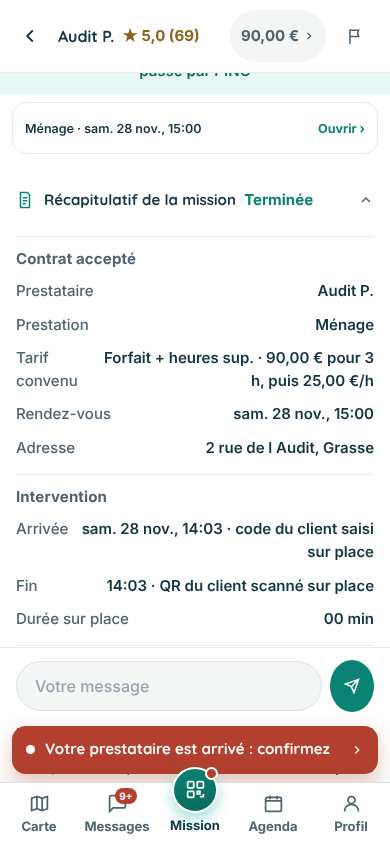 Audit P. ★ 5,0 (69) 90,00 € ›
Ménage · sam. 28 nov., 15:00 Ouvrir ›
Récapitulatif de la mission Terminée
Contrat accepté
Prestataire Audit P.
Prestation Ménage
Tarif convenu Forfait + heures sup. · 90,00 € pour 3
h, puis 25,00 €/h
Rendez-vous sam. 28 nov., 15:00
Adresse 2 rue de l Audit, Grasse
Intervention
Arrivée sam. 28 nov., 14:03 · code du client saisi
sur place
Fin 14:03 · QR du client scanné sur place
Durée sur place 00 min
Votre message
Votre prestataire est arrivé : confirmez ›
9+
Carte Messages Mission Agenda Profil